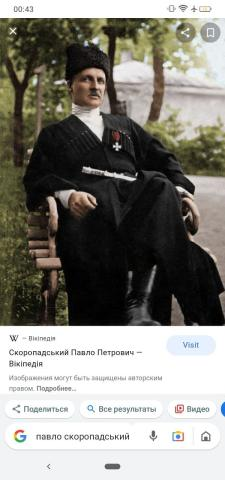 00:43
W — Вікіпедія
Скоропадський Павло Петрович —
Вікіпедія
Visit
Изображения могут быть защищены авторским
правом. Подробнее…
Поделиться
Все результаты
Видео
павло скоропадський